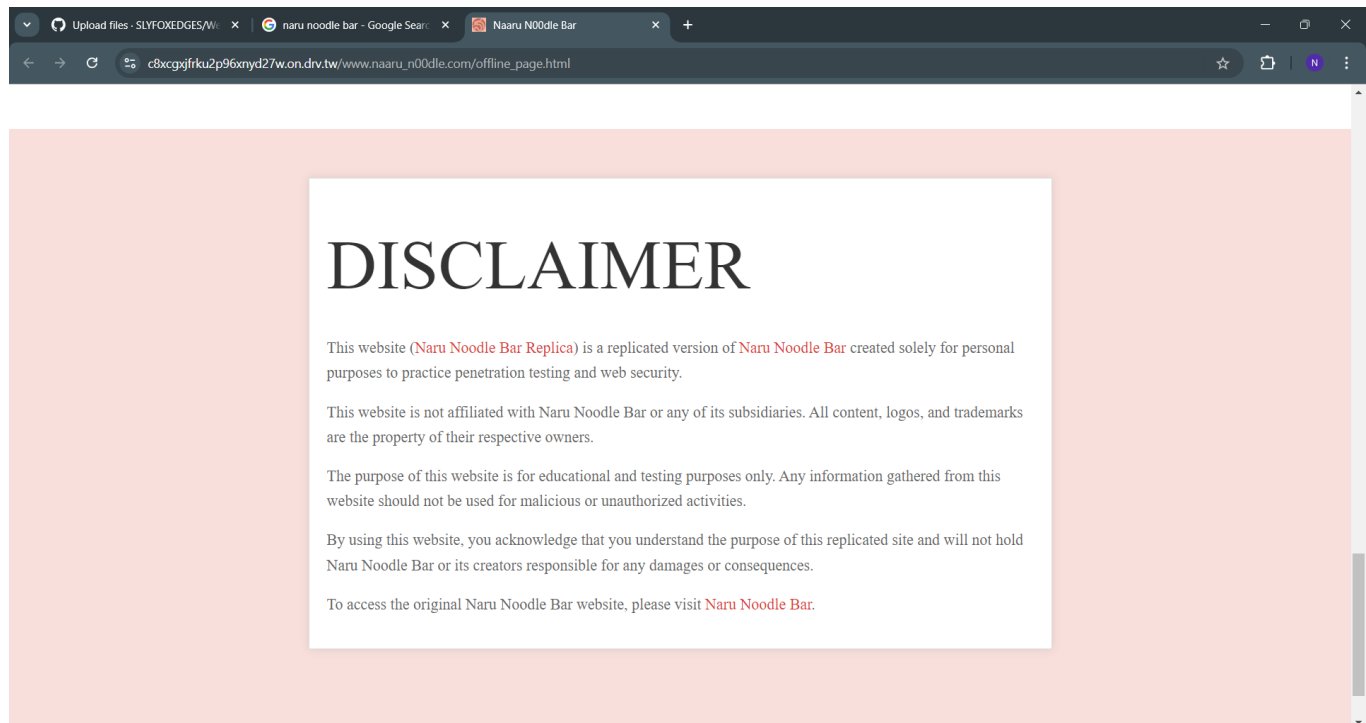 Upload files · SLYFOXEDGES/We
naru noodle bar - Google Searc
Naaru N00dle Bar
c8xcgxjfrku2p96xnyd27w.on.drv.tw/www.naaru_n00dle.com/offline_page.html
N
DISCLAIMER
This website (Naru Noodle Bar Replica) is a replicated version of Naru Noodle Bar created solely for personal
purposes to practice penetration testing and web security.
This website is not affiliated with Naru Noodle Bar or any of its subsidiaries. All content, logos, and trademarks
are the property of their respective owners.
The purpose of this website is for educational and testing purposes only. Any information gathered from this
website should not be used for malicious or unauthorized activities.
By using this website, you acknowledge that you understand the purpose of this replicated site and will not hold
Naru Noodle Bar or its creators responsible for any damages or consequences.
To access the original Naru Noodle Bar website, please visit Naru Noodle Bar.